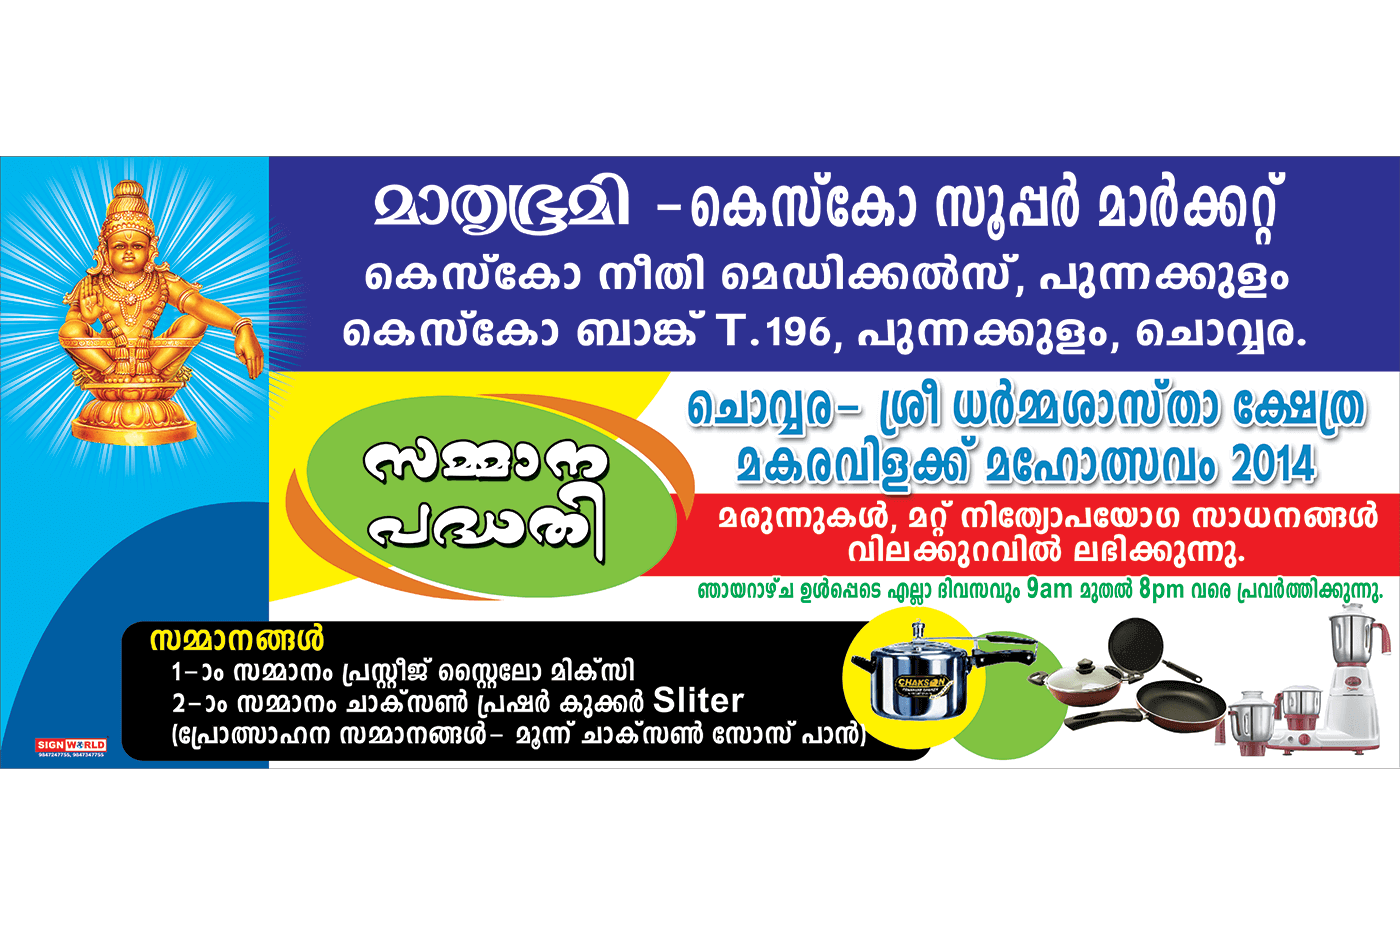 മാതൃഭൂമി - കെസ്കോ സൂപ്പർ മാർക്കറ്റ്
കെസ്കോ നീതി മെഡിക്കൽസ്, പുന്നക്കുളം
കെസ്കോ ബാങ്ക് T.196, പുന്നക്കുളം, ചൊവ്വര.
സമ്മാന
പദ്ധതി
ചൊവ്വര- ശ്രീ ധർമ്മശാസ്താ ക്ഷേത്ര
മകരവിളക്ക് മഹോത്സവം 2014
മരുന്നുകൾ, മറ്റ് നിത്യോപയോഗ സാധനങ്ങൾ
വിലക്കുറവിൽ ലഭിക്കുന്നു.
ഞായറാഴ്ച ഉൾപ്പെടെ എല്ലാ ദിവസവും 9am മുതൽ 8pm വരെ പ്രവർത്തിക്കുന്നു.
സമ്മാനങ്ങൾ
1-ാം സമ്മാനം പ്രസ്റ്റീജ് സ്റ്റൈലോ മിക്സി
2-ാം സമ്മാനം ചാക്സൺ പ്രഷർ കുക്കർ Sliter
(പ്രോത്സാഹന സമ്മാനങ്ങൾ- മൂന്ന് ചാക്സൺ സോസ് പാൻ)
CHAKSON
SIGN WORLD
9847247755, 9847347755